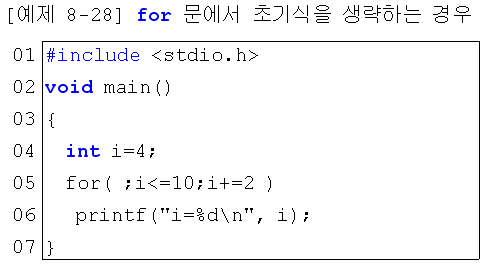 [예제 8-28] for 문에서 초기식을 생략하는 경우
01 #include <stdio.h>
02 void main()
03 {
04 int i=4;
05 for( ;i<=10;i+=2 )
06 printf("i=%d\n", i);
07 }